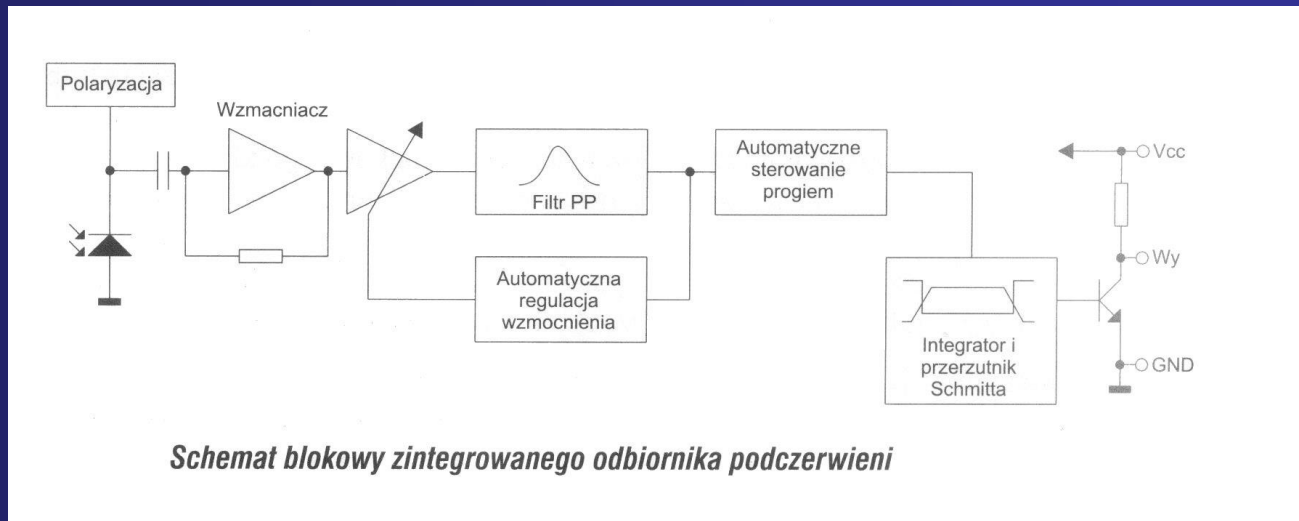 Polaryzacja
Wzmacniacz
Filtr PP
Automatyczna
regulacja
wzmocnienia
Automatyczne
sterowanie
progiem
Integrator i
przerzutnik
Schmitta
Vcc
Wy
GND
Schemat blokowy zintegrowanego odbiornika podczerwieni